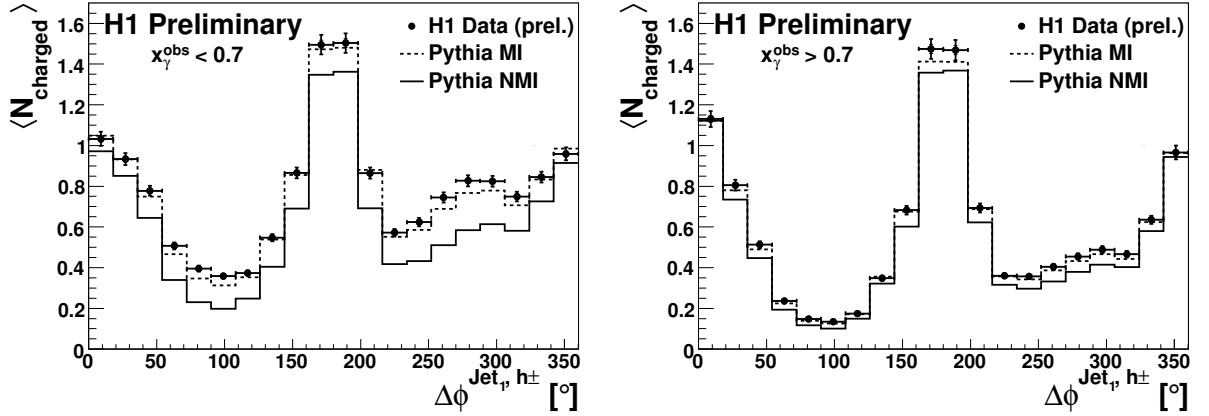 H1 Preliminary
x_γ^obs < 0.7
H1 Data (prel.)
Pythia MI
Pythia NMI
⟨N_charged⟩
1.6
1.4
1.2
1
0.8
0.6
0.4
0.2
0
0 50 100 150 200 250 300 350
Δϕ^Jet_1, h± [°]
H1 Preliminary
x_γ^obs > 0.7
H1 Data (prel.)
Pythia MI
Pythia NMI
⟨N_charged⟩
1.6
1.4
1.2
1
0.8
0.6
0.4
0.2
0
0 50 100 150 200 250 300 350
Δϕ^Jet_1, h± [°]